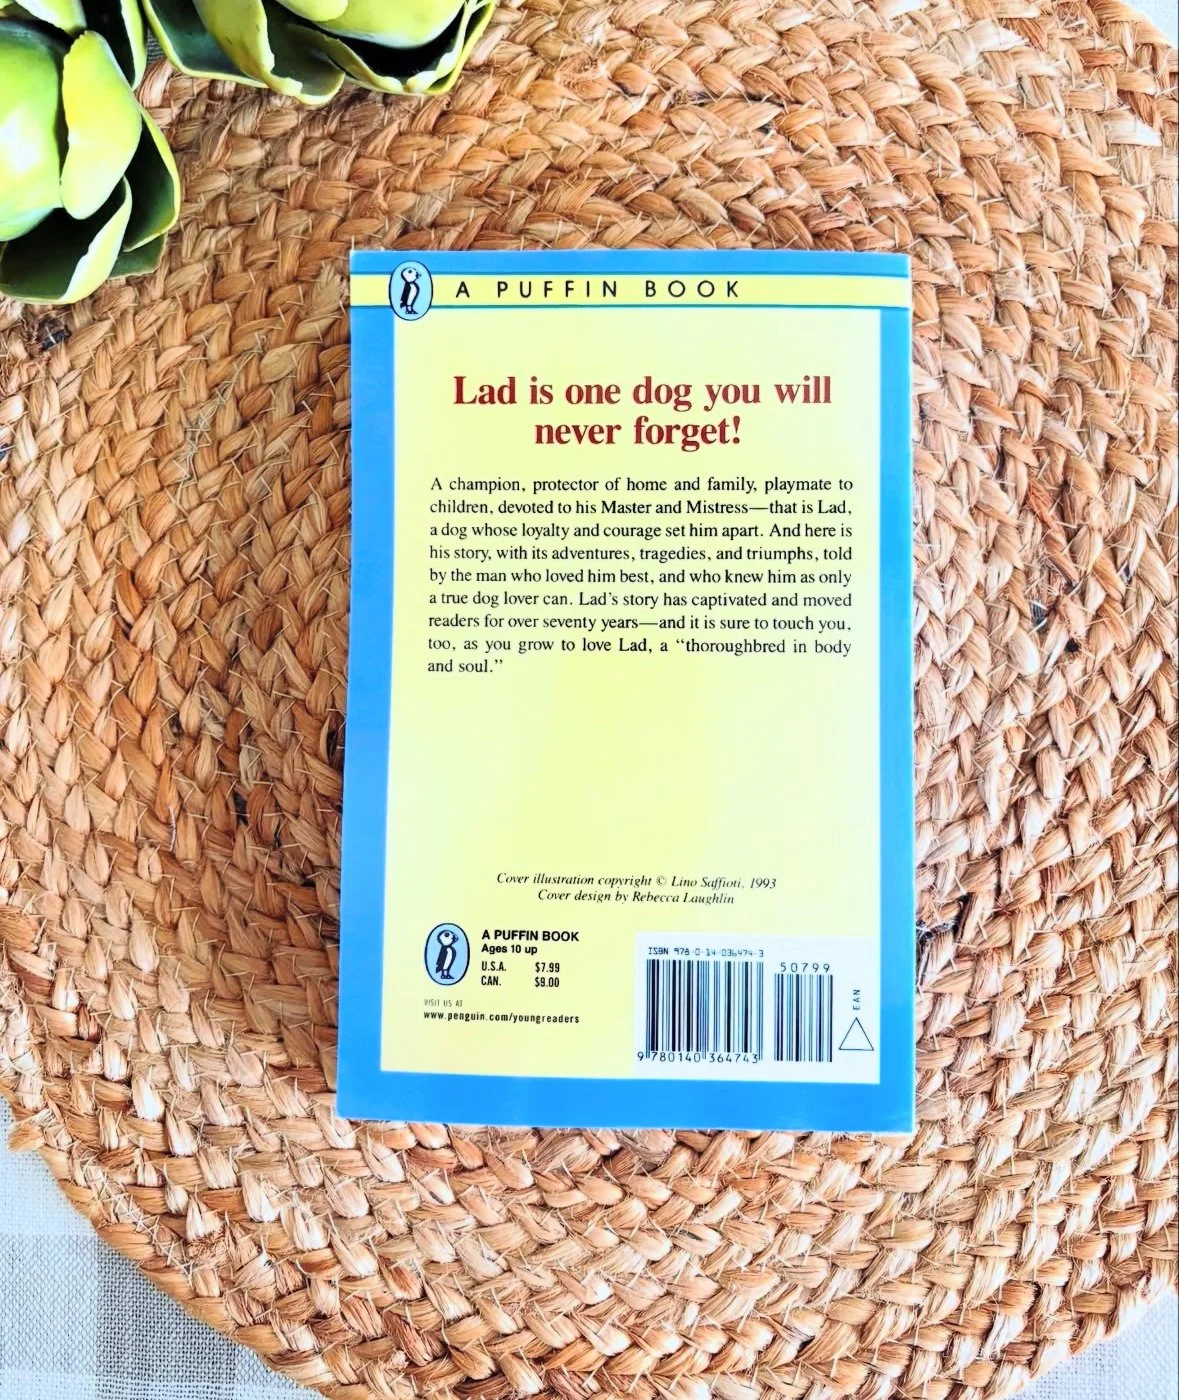 A PUFFIN BOOK
Lad is one dog you will
never forget!
A champion, protector of home and family, playmate to
children, devoted to his Master and Mistress—that is Lad,
a dog whose loyalty and courage set him apart. And here is
his story, with its adventures, tragedies, and triumphs, told
by the man who loved him best, and who knew him as only
a true dog lover can. Lad's story has captivated and moved
readers for over seventy years—and it is sure to touch you,
too, as you grow to love Lad, a “thoroughbred in body
and soul.”
Cover illustration copyright © Lino Saffioti, 1993
Cover design by Rebecca Laughlin
A PUFFIN BOOK
Ages 10 up
U.S.A. $7.99
CAN. $9.00
VISIT US AT
www.penguin.com/youngreaders
ISBN 978-0-14-036474-3
50799
EAN
9 780140 364743